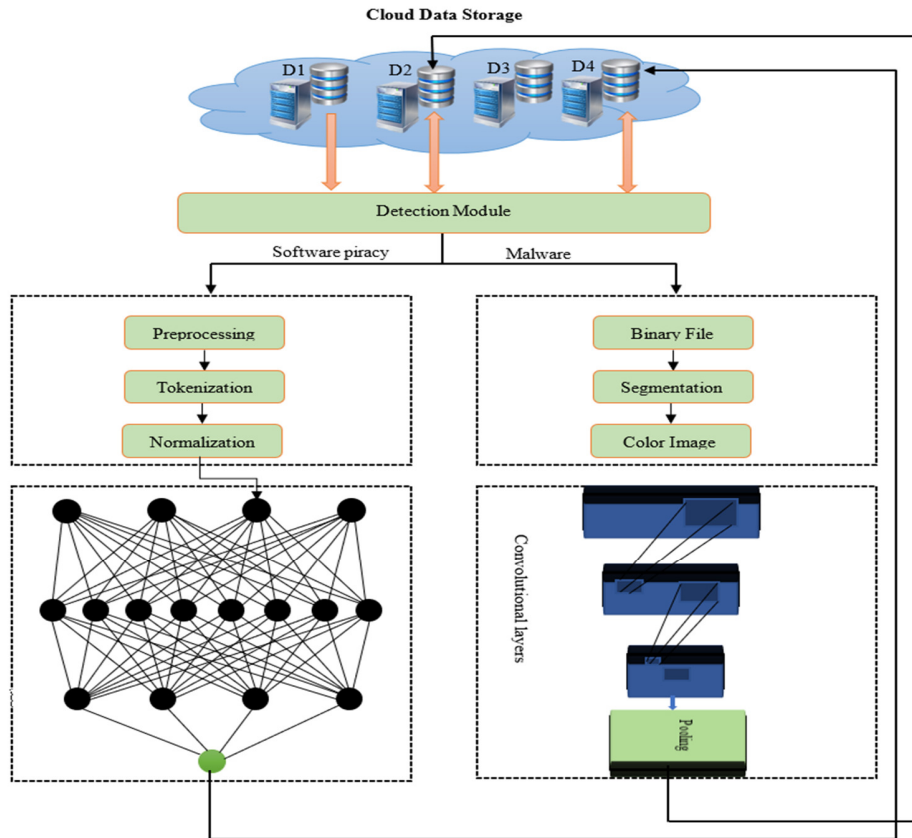 Cloud Data Storage
D1
D2
D3
D4
Detection Module
Software piracy
Malware
Preprocessing
Tokenization
Normalization
Binary File
Segmentation
Color Image
Convolutional layers
Pooling